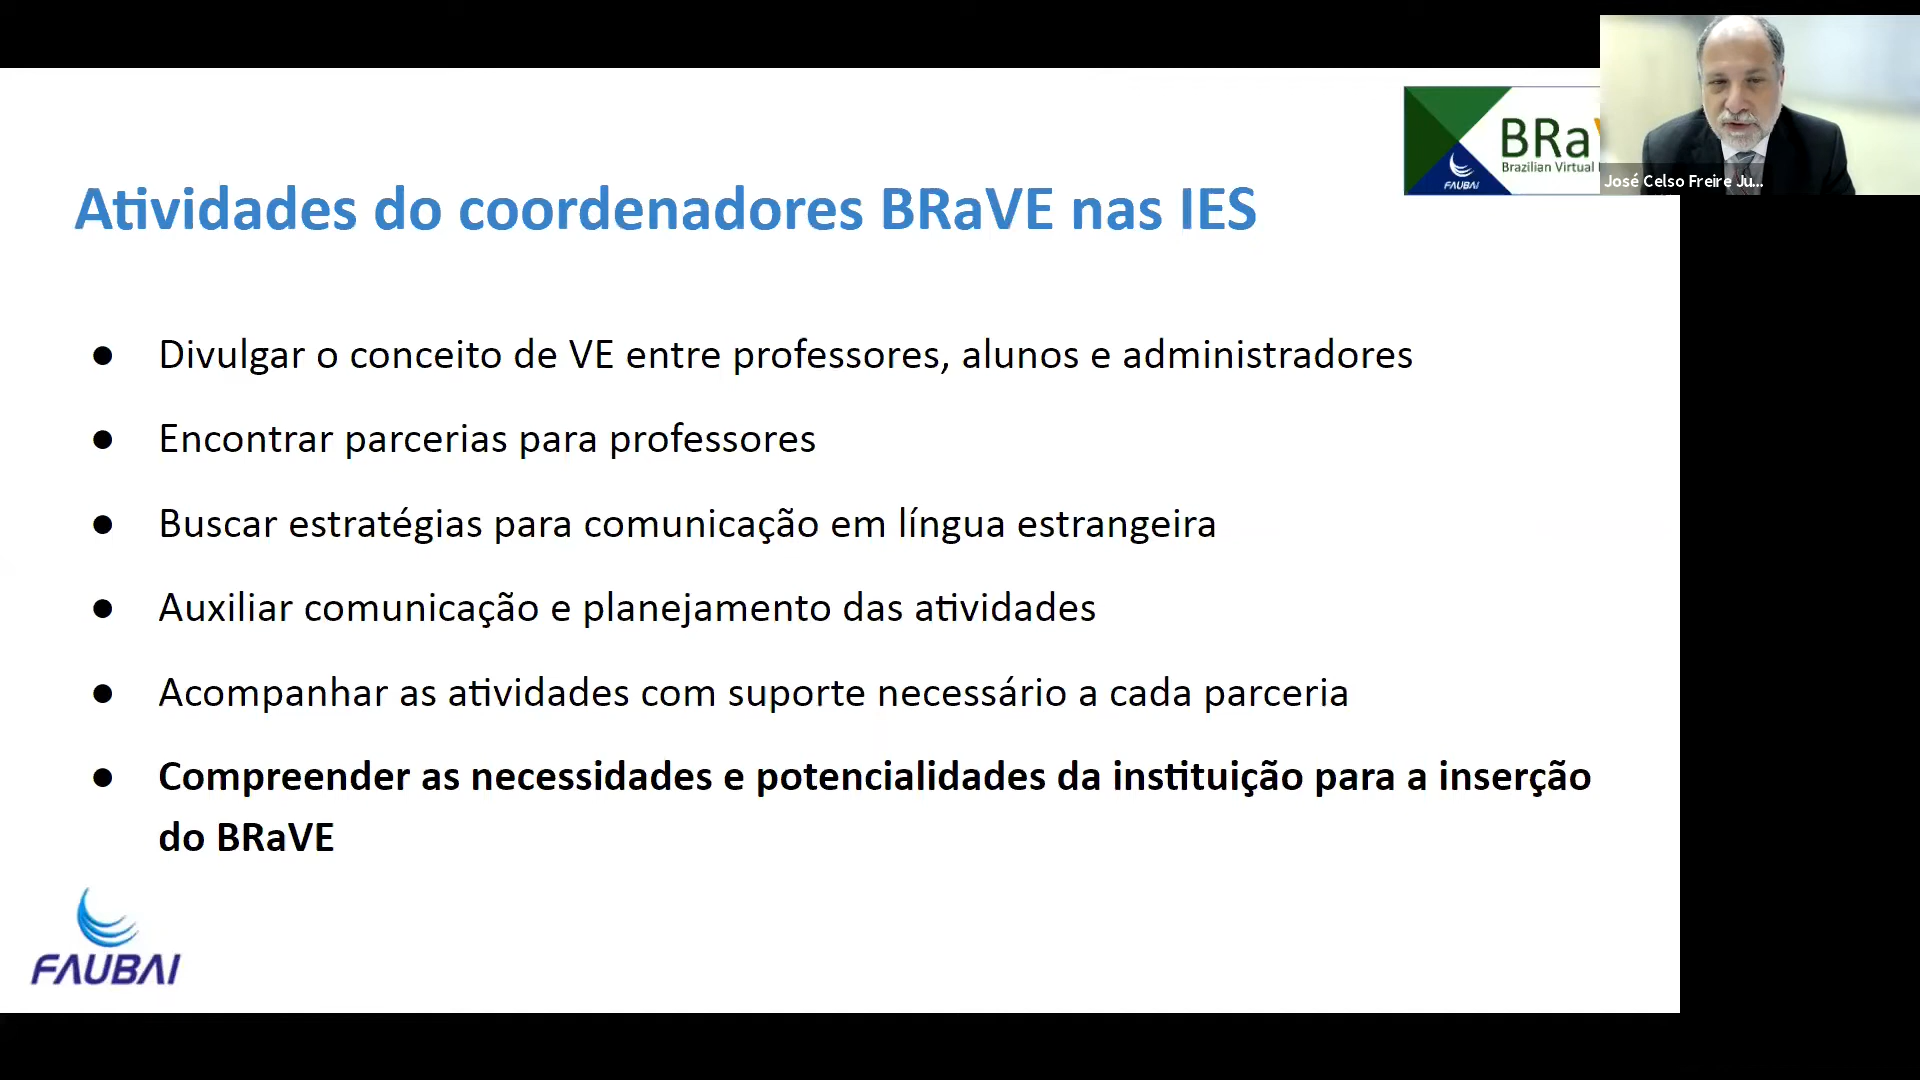 BRa
Brazilian Virtual
FAUBAI
José Celso Freire Ju...
Atividades do coordenadores BRaVE nas IES
● Divulgar o conceito de VE entre professores, alunos e administradores
● Encontrar parcerias para professores
● Buscar estratégias para comunicação em língua estrangeira
● Auxiliar comunicação e planejamento das atividades
● Acompanhar as atividades com suporte necessário a cada parceria
● Compreender as necessidades e potencialidades da instituição para a inserção
do BRaVE
FAUBAI